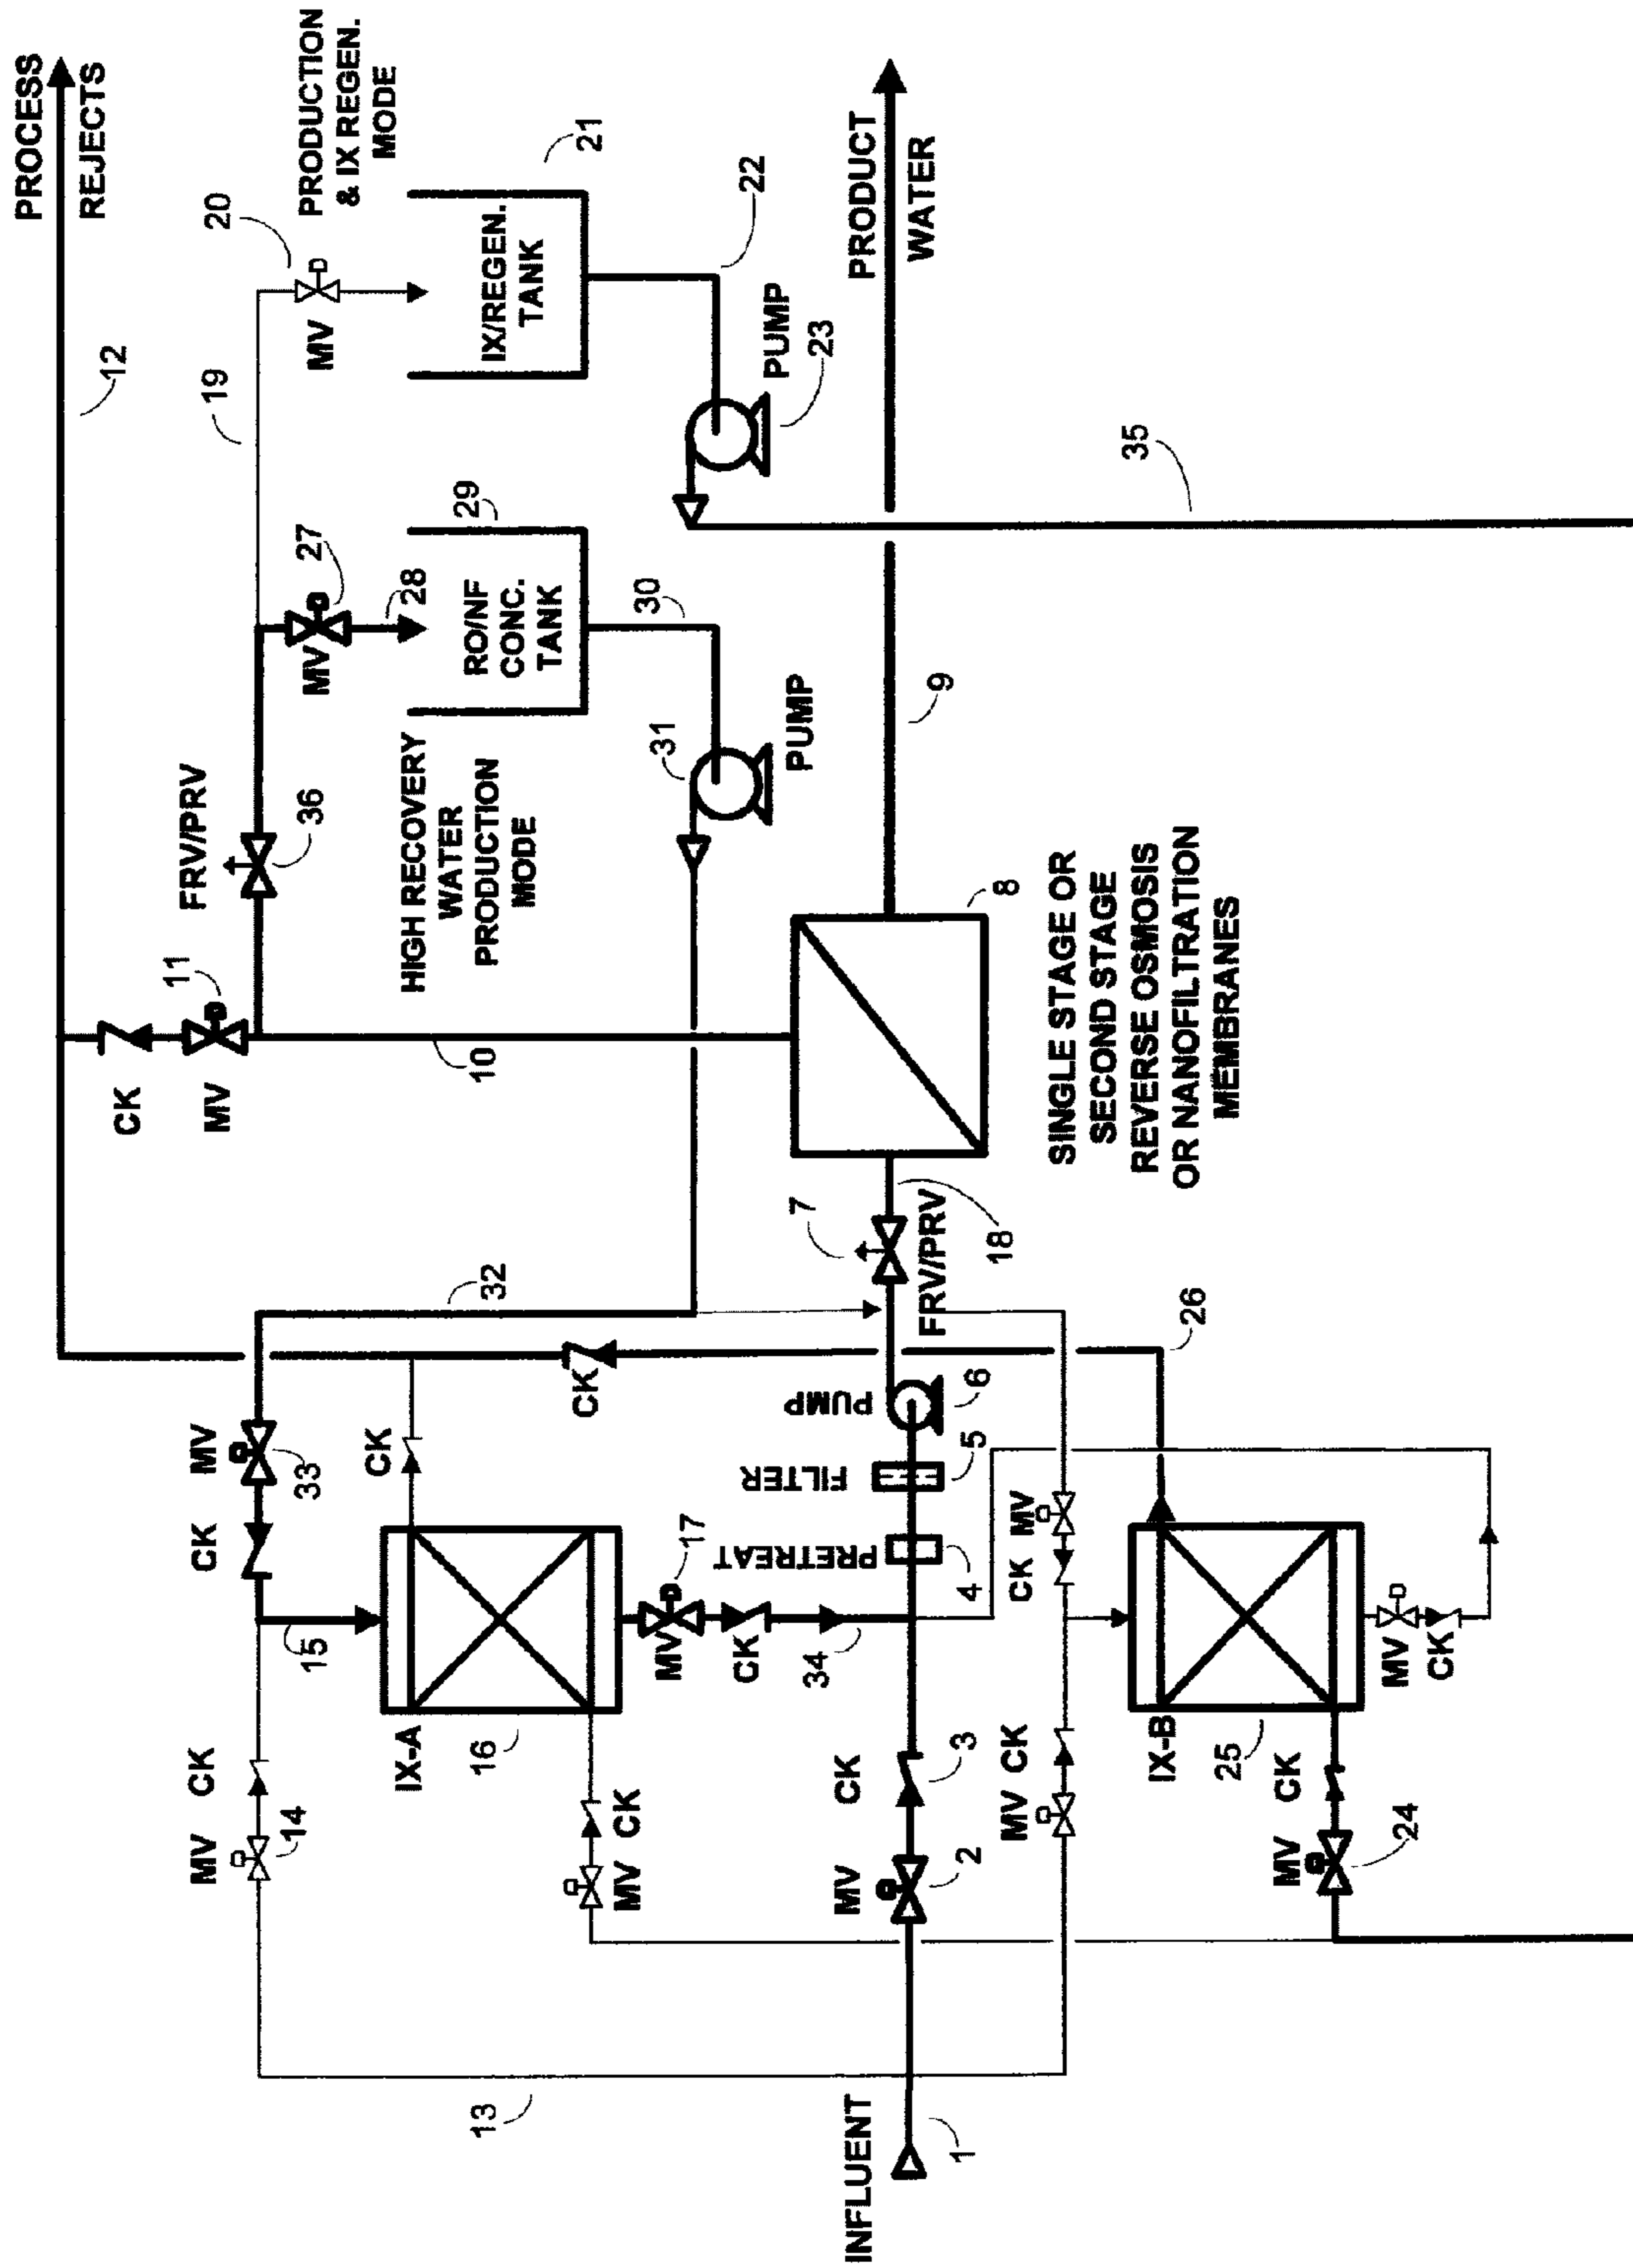 PROCESS
REJECTS
12
CK
11
MV
FRV/PRV
36
19
20
PRODUCTION
& IX REGEN.
MODE
MV
27
MV
28
MV
CK
14
CK
MV
33
15
32
CK
10
HIGH RECOVERY
WATER
PRODUCTION
MODE
29
RO/NF
CONC.
TANK
IX/REGEN.
TANK
21
IX-A
16
13
30
31
PUMP
22
PUMP
23
MV
17
CK
34
MV
CK
PRETREAT
4
FILTER
5
PUMP
6
7
FRV/PRV
18
8
9
PRODUCT
WATER
INFLUENT
1
MV
2
CK
3
SINGLE STAGE OR
SECOND STAGE
REVERSE OSMOSIS
OR NANOFILTRATION
MEMBRANES
MV
CK
CK
MV
26
35
IX-B
25
MV
24
CK
MV
CK